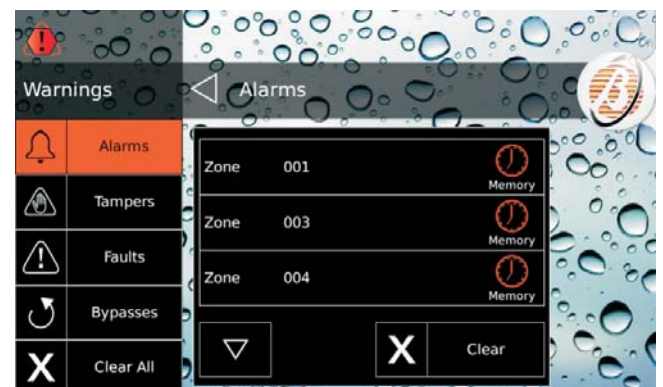 Warnings
Alarms
Alarms
Tampers
Faults
Bypasses
X Clear All
Zone 001 Memory
Zone 003 Memory
Zone 004 Memory
X Clear
B